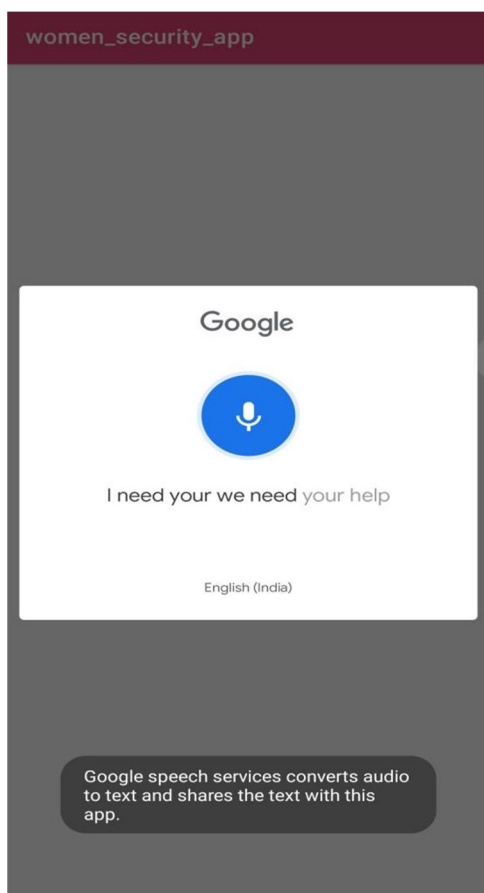 women_security_app
Google
I need your we need your help
English (India)
Google speech services converts audio
to text and shares the text with this
app.